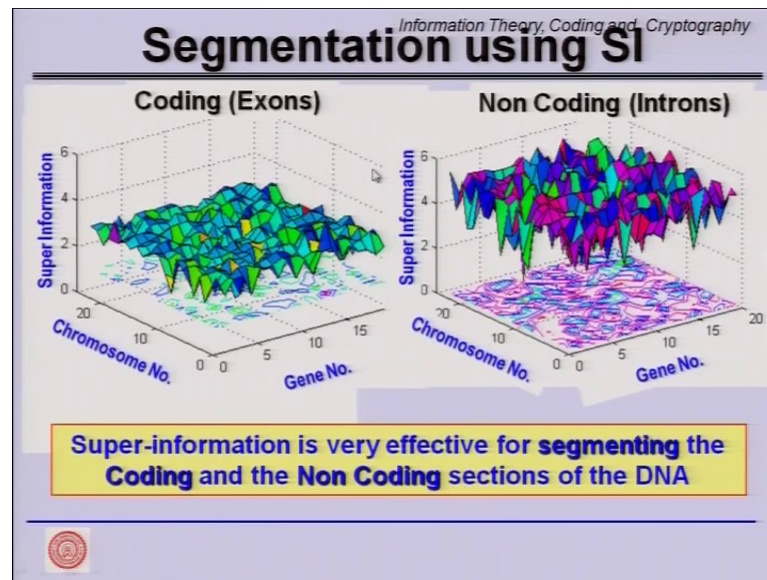 Information Theory, Coding and Cryptography
Segmentation using SI
Coding (Exons)
Non Coding (Introns)
Super Information
6
4
2
0
20
10
0
Chromosome No.
0
5
10
15
Gene No.
Super Information
6
4
2
0
20
10
0
Chromosome No.
0
5
10
15
20
Gene No.
Super-information is very effective for segmenting the
Coding and the Non Coding sections of the DNA